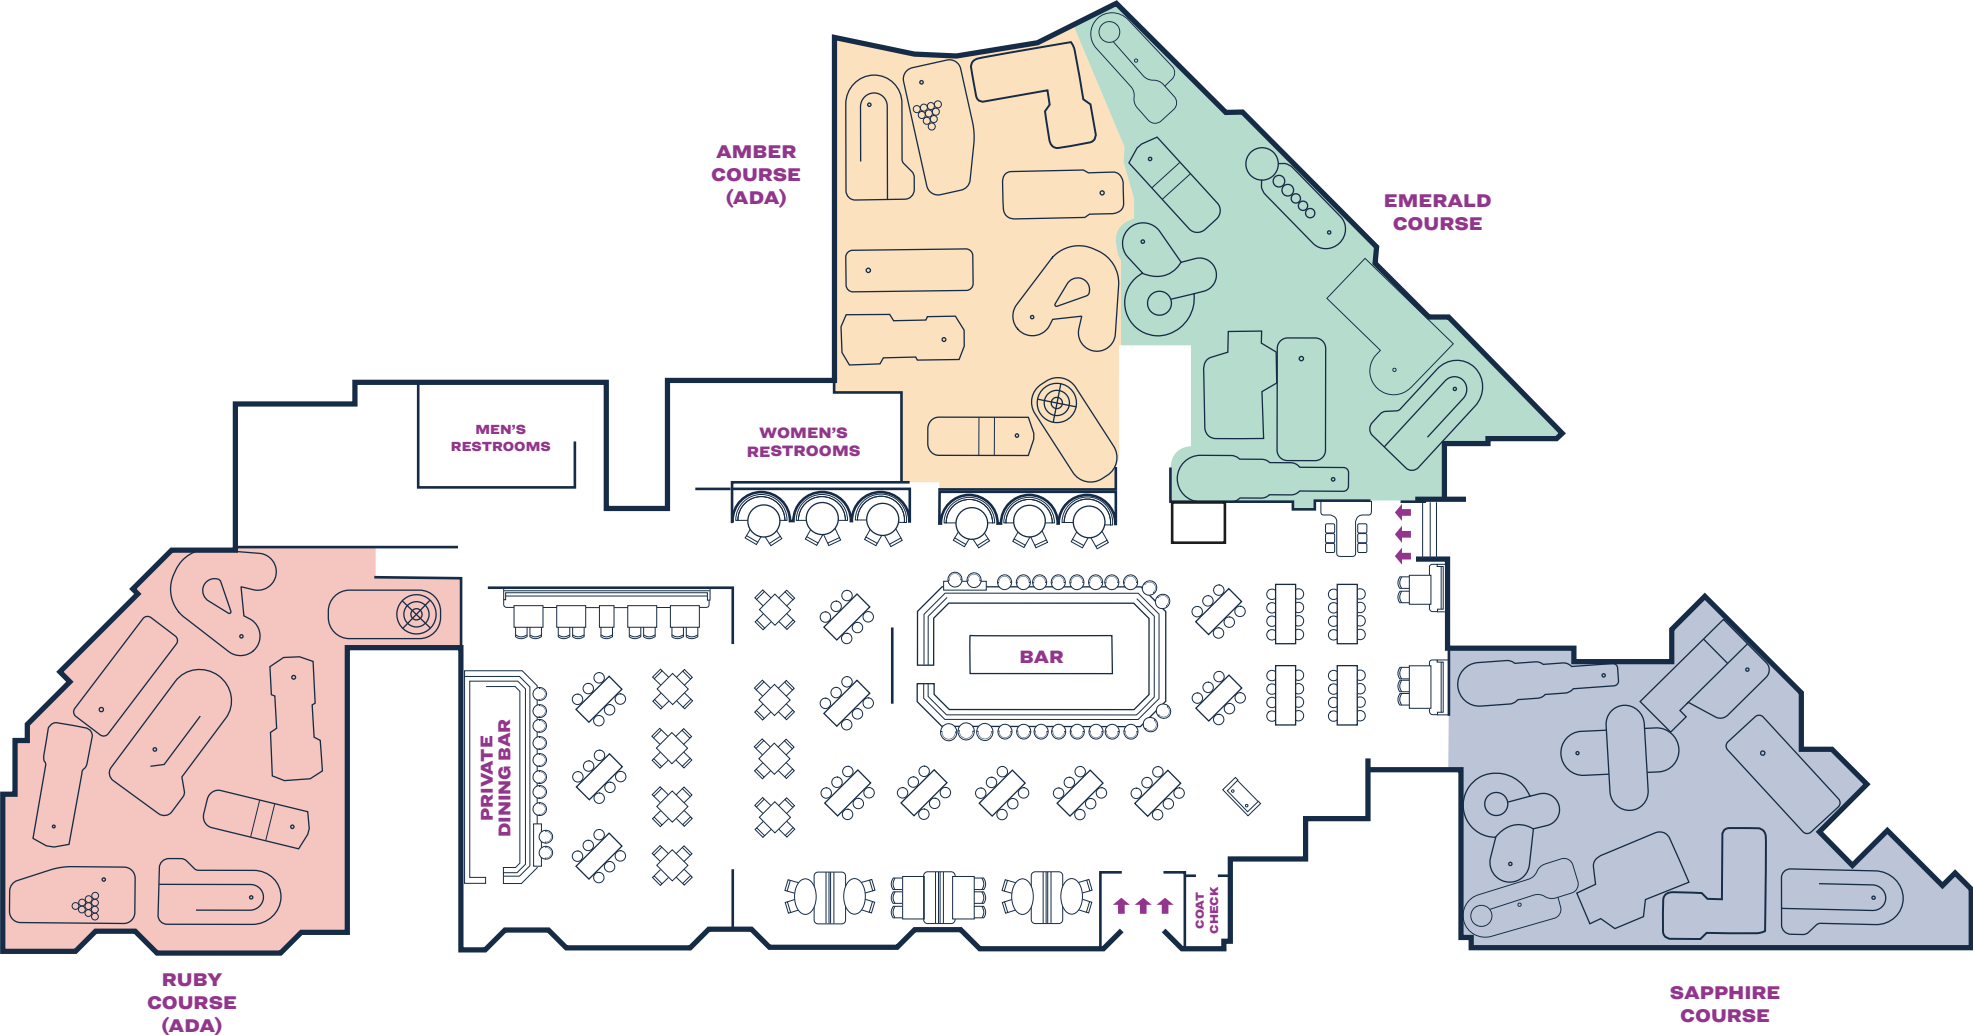 AMBER
COURSE
(ADA)
EMERALD
COURSE
MEN'S
RESTROOMS
WOMEN'S
RESTROOMS
BAR
PRIVATE
DINING BAR
COAT
CHECK
RUBY
COURSE
(ADA)
SAPPHIRE
COURSE